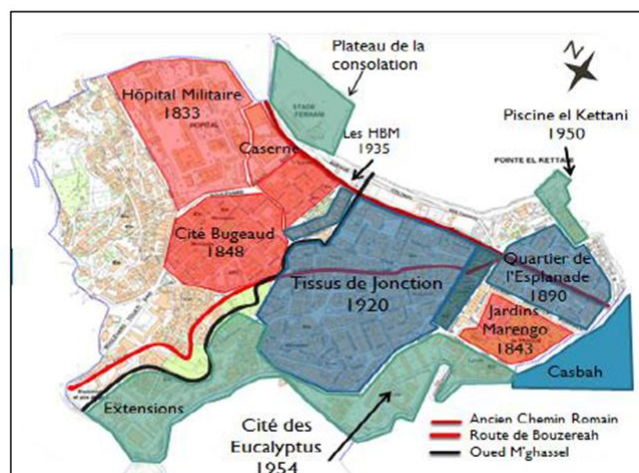 Plateau de la
consolation
N
Hôpital Militaire
1833
STADE FERHANI
HOPITAL
Piscine el Kettani
1950
Les HBM
1935
Caserne
POINTE EL KETTANI
Cité Bugeaud
1848
Quartier de
l'Esplanade
1890
Tissus de Jonction
1920
Jardins
Marengo
1843
Casbah
Extensions
Cité des
Eucalyptus
1954
Ancien Chemin Romain
Route de Bouzereah
Oued M'ghassel